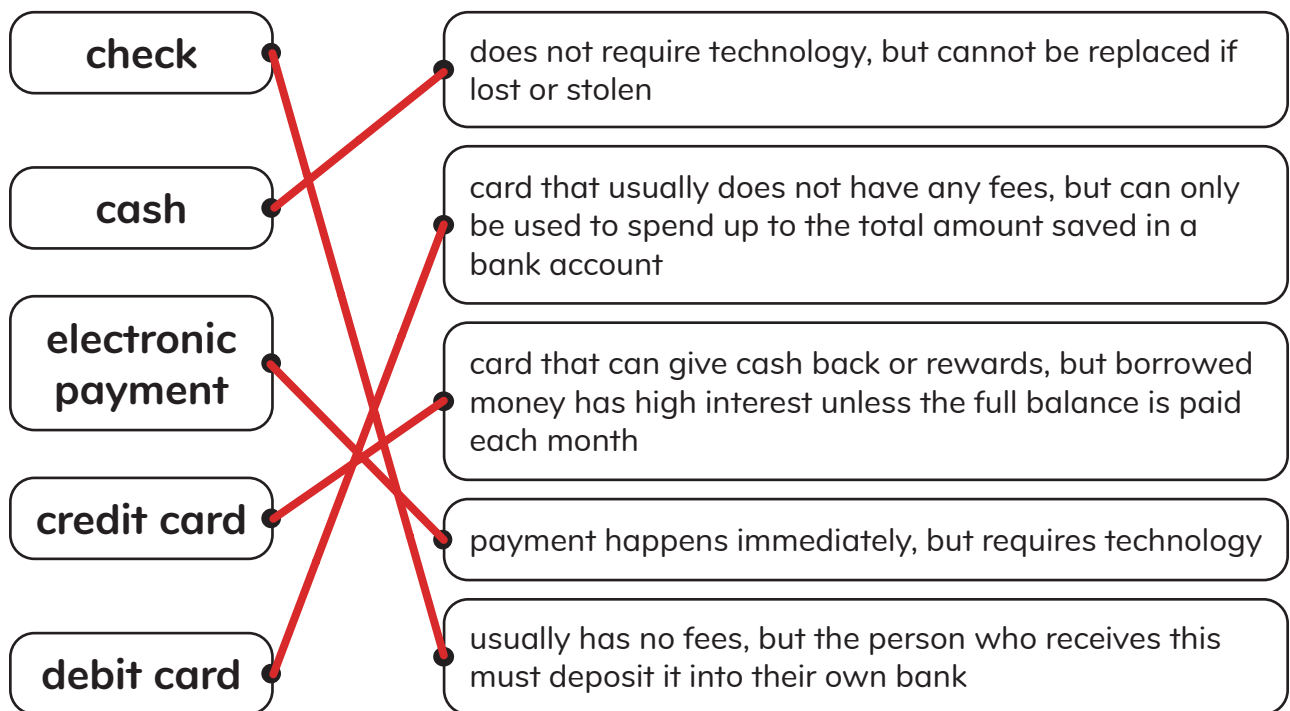 check
cash
electronic
payment
credit card
debit card
does not require technology, but cannot be replaced if
lost or stolen
card that usually does not have any fees, but can only
be used to spend up to the total amount saved in a
bank account
card that can give cash back or rewards, but borrowed
money has high interest unless the full balance is paid
each month
payment happens immediately, but requires technology
usually has no fees, but the person who receives this
must deposit it into their own bank